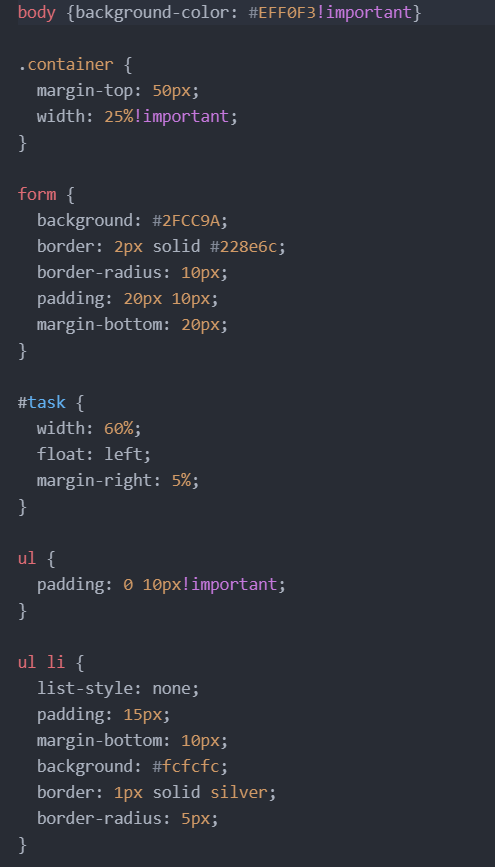 body {background-color: #EFF0F3!important}
.container {
margin-top: 50px;
width: 25%!important;
}
form {
background: #2FCC9A;
border: 2px solid #228e6c;
border-radius: 10px;
padding: 20px 10px;
margin-bottom: 20px;
}
#task {
width: 60%;
float: left;
margin-right: 5%;
}
ul {
padding: 0 10px!important;
}
ul li {
list-style: none;
padding: 15px;
margin-bottom: 10px;
background: #fcfcfc;
border: 1px solid silver;
border-radius: 5px;
}